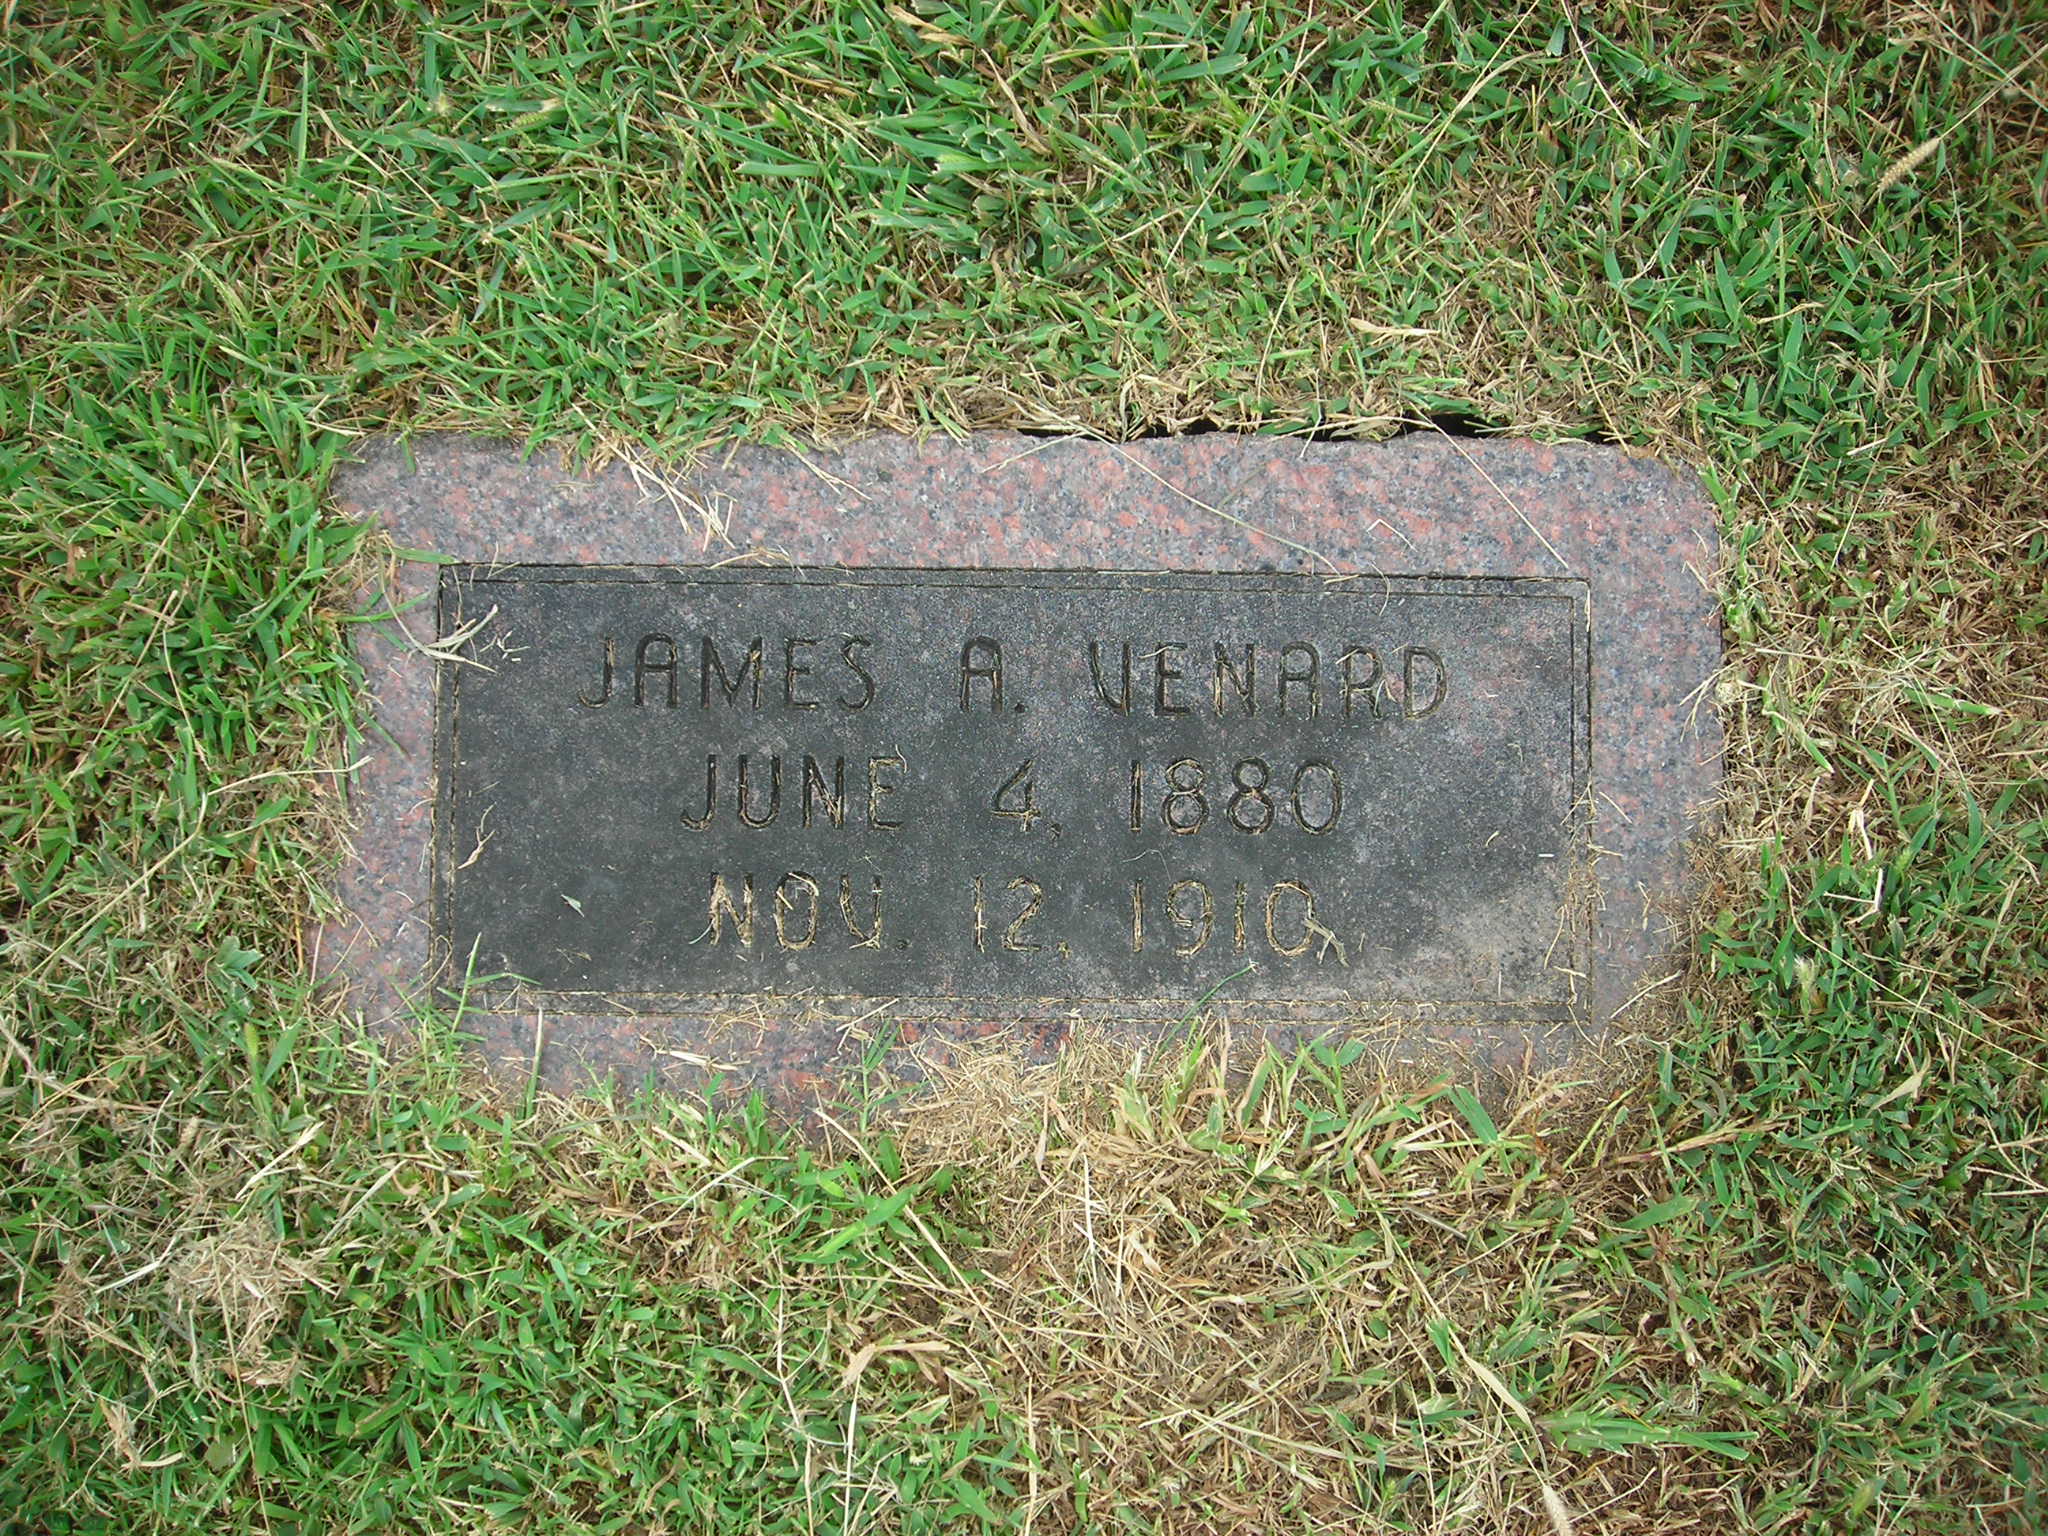 JAMES A. VENARD
JUNE 4, 1880
NOV. 12, 1910